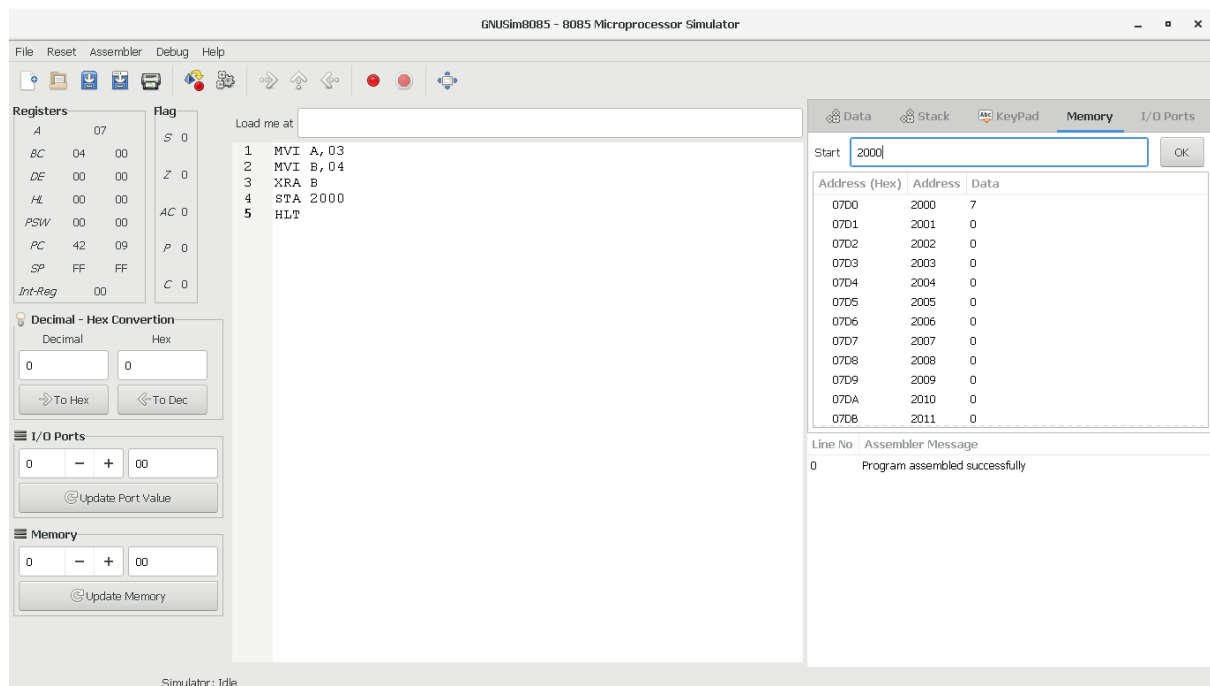 GNUSim8085 - 8085 Microprocessor Simulator
File Reset Assembler Debug Help
Registers
A 07
BC 04 00
DE 00 00
HL 00 00
PSW 00 00
PC 42 09
SP FF FF
Int-Reg 00
Flag
S 0
Z 0
AC 0
P 0
C 0
Decimal - Hex Convertion
Decimal Hex
0 0
To Hex To Dec
I/O Ports
0 − + 00
Update Port Value
Memory
0 − + 00
Update Memory
Load me at
1 MVI A,03
2 MVI B,04
3 XRA B
4 STA 2000
5 HLT
Data Stack Abc KeyPad Memory I/O Ports
Start 2000 OK
Address (Hex) Address Data
07D0 2000 7
07D1 2001 0
07D2 2002 0
07D3 2003 0
07D4 2004 0
07D5 2005 0
07D6 2006 0
07D7 2007 0
07D8 2008 0
07D9 2009 0
07DA 2010 0
07DB 2011 0
Line No Assembler Message
0 Program assembled successfully
Simulator: Idle